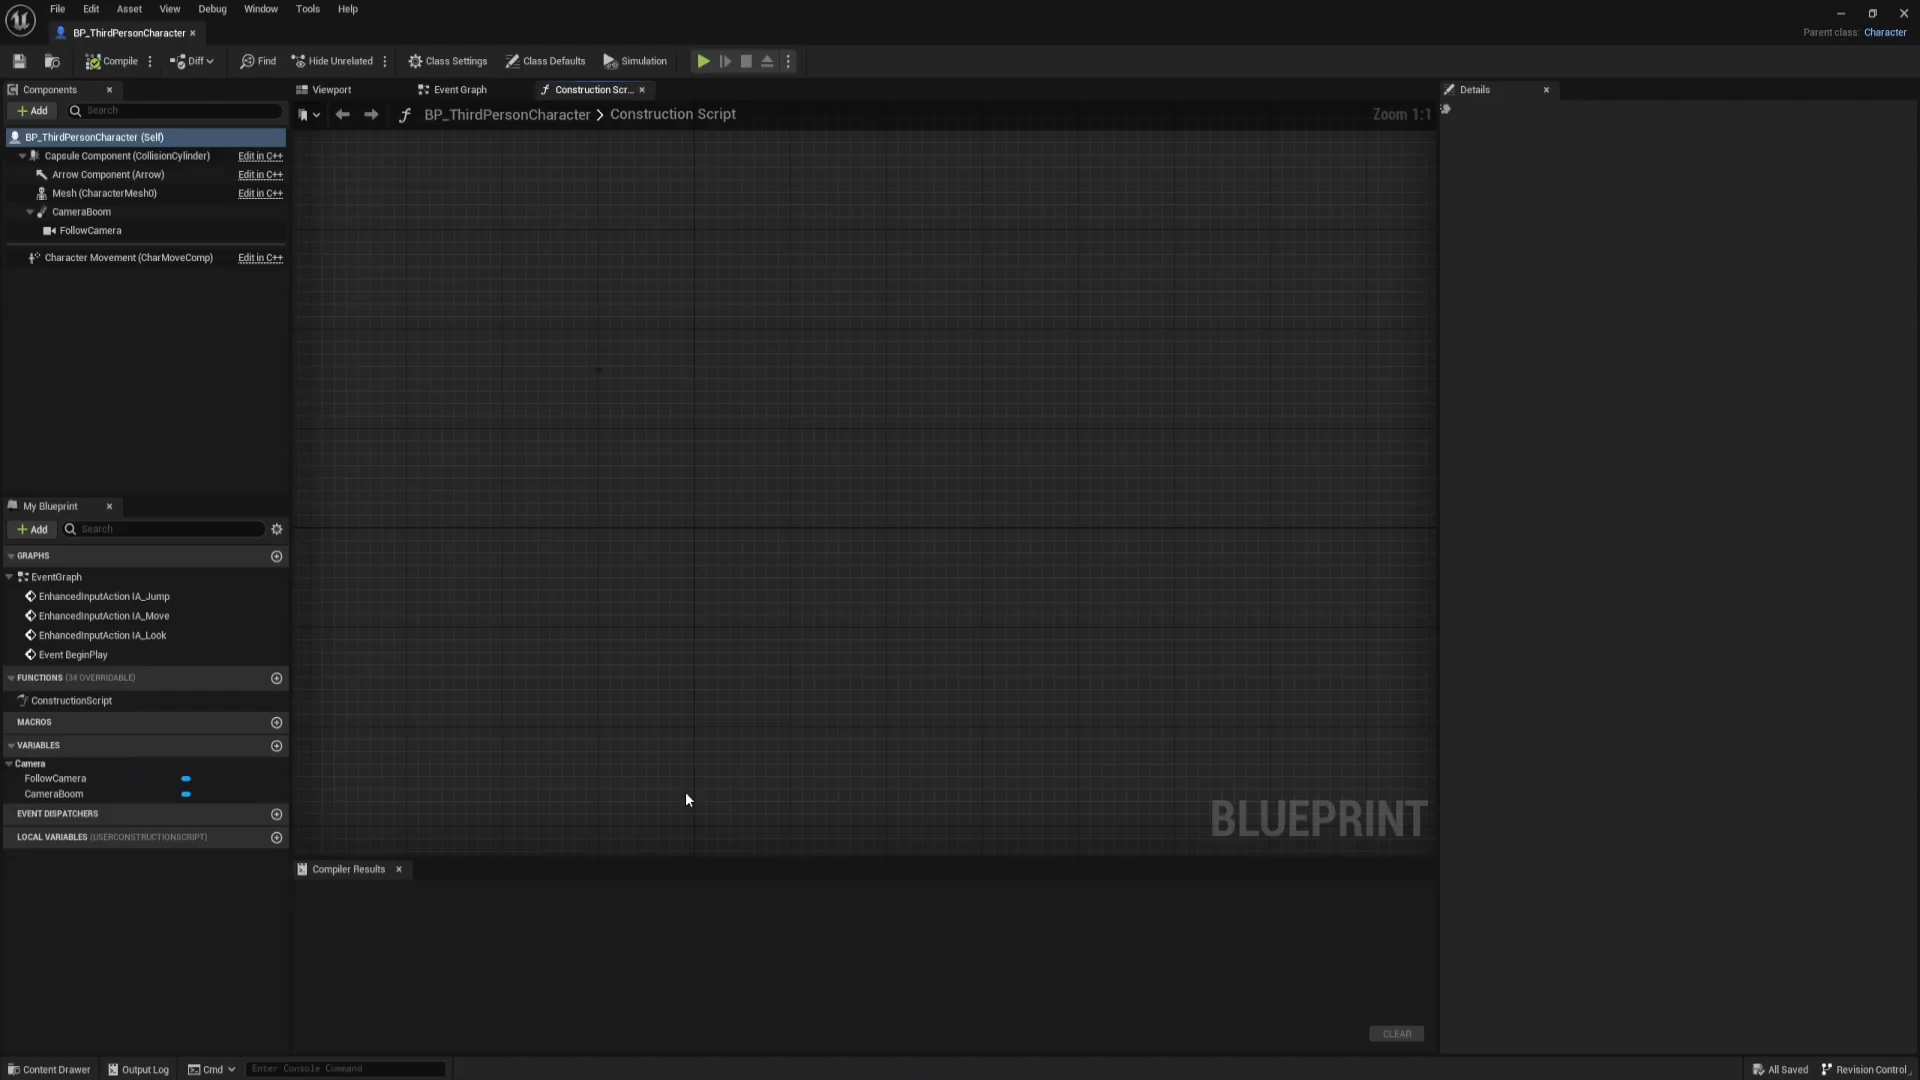 File Edit Asset View Debug Window Tools Help
BP_ThirdPersonCharacter
Parent class: Character
Compile Diff Find Hide Unrelated Class Settings Class Defaults Simulation
Components
Viewport Event Graph Construction Scr...
Details
+ Add Search
BP_ThirdPersonCharacter > Construction Script
Zoom 1:1
BP_ThirdPersonCharacter (Self)
Capsule Component (CollisionCylinder) Edit in C++
Arrow Component (Arrow) Edit in C++
Mesh (CharacterMesh0) Edit in C++
CameraBoom
FollowCamera
Character Movement (CharMoveComp) Edit in C++
My Blueprint
+ Add Search
GRAPHS
EventGraph
EnhancedInputAction IA_Jump
EnhancedInputAction IA_Move
EnhancedInputAction IA_Look
Event BeginPlay
FUNCTIONS (34 OVERRIDABLE)
ConstructionScript
MACROS
VARIABLES
Camera
FollowCamera
CameraBoom
EVENT DISPATCHERS
LOCAL VARIABLES (USERCONSTRUCTIONSCRIPT)
BLUEPRINT
Compiler Results
CLEAR
Content Drawer Output Log Cmd Enter Console Command
All Saved Revision Control